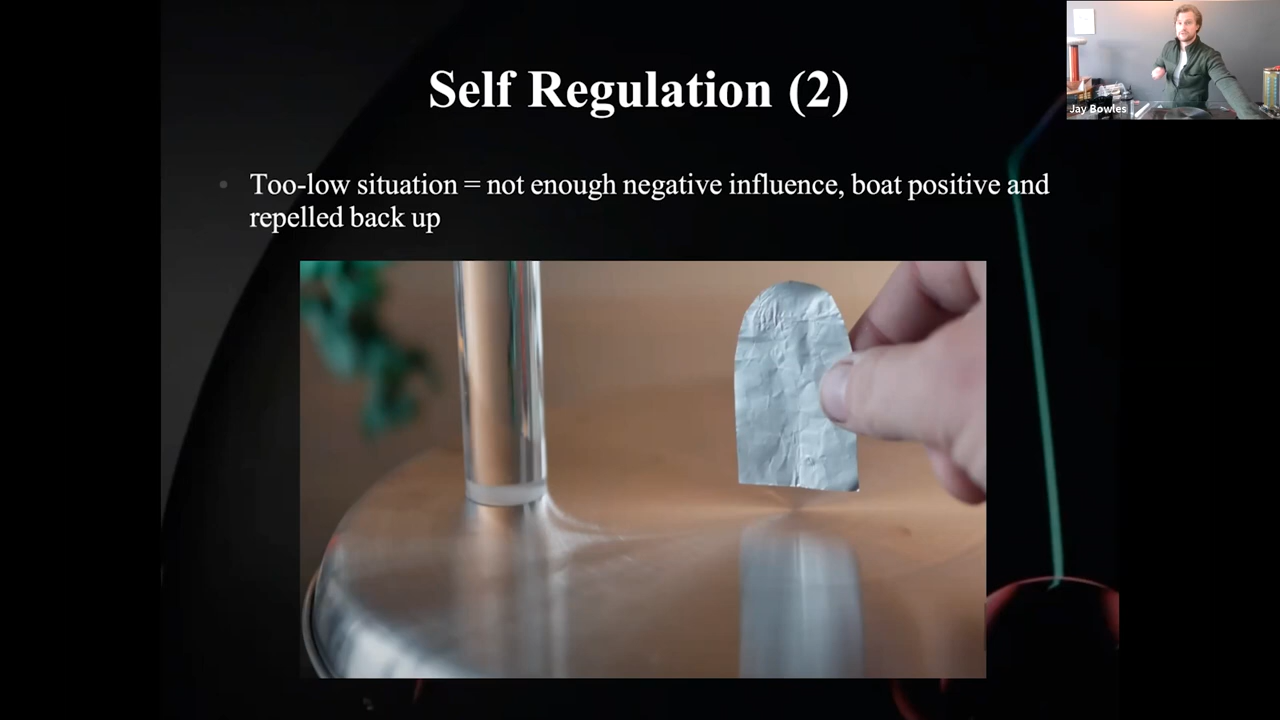 Self Regulation (2)
Too-low situation = not enough negative influence, boat positive and
repelled back up
Jay Bowles